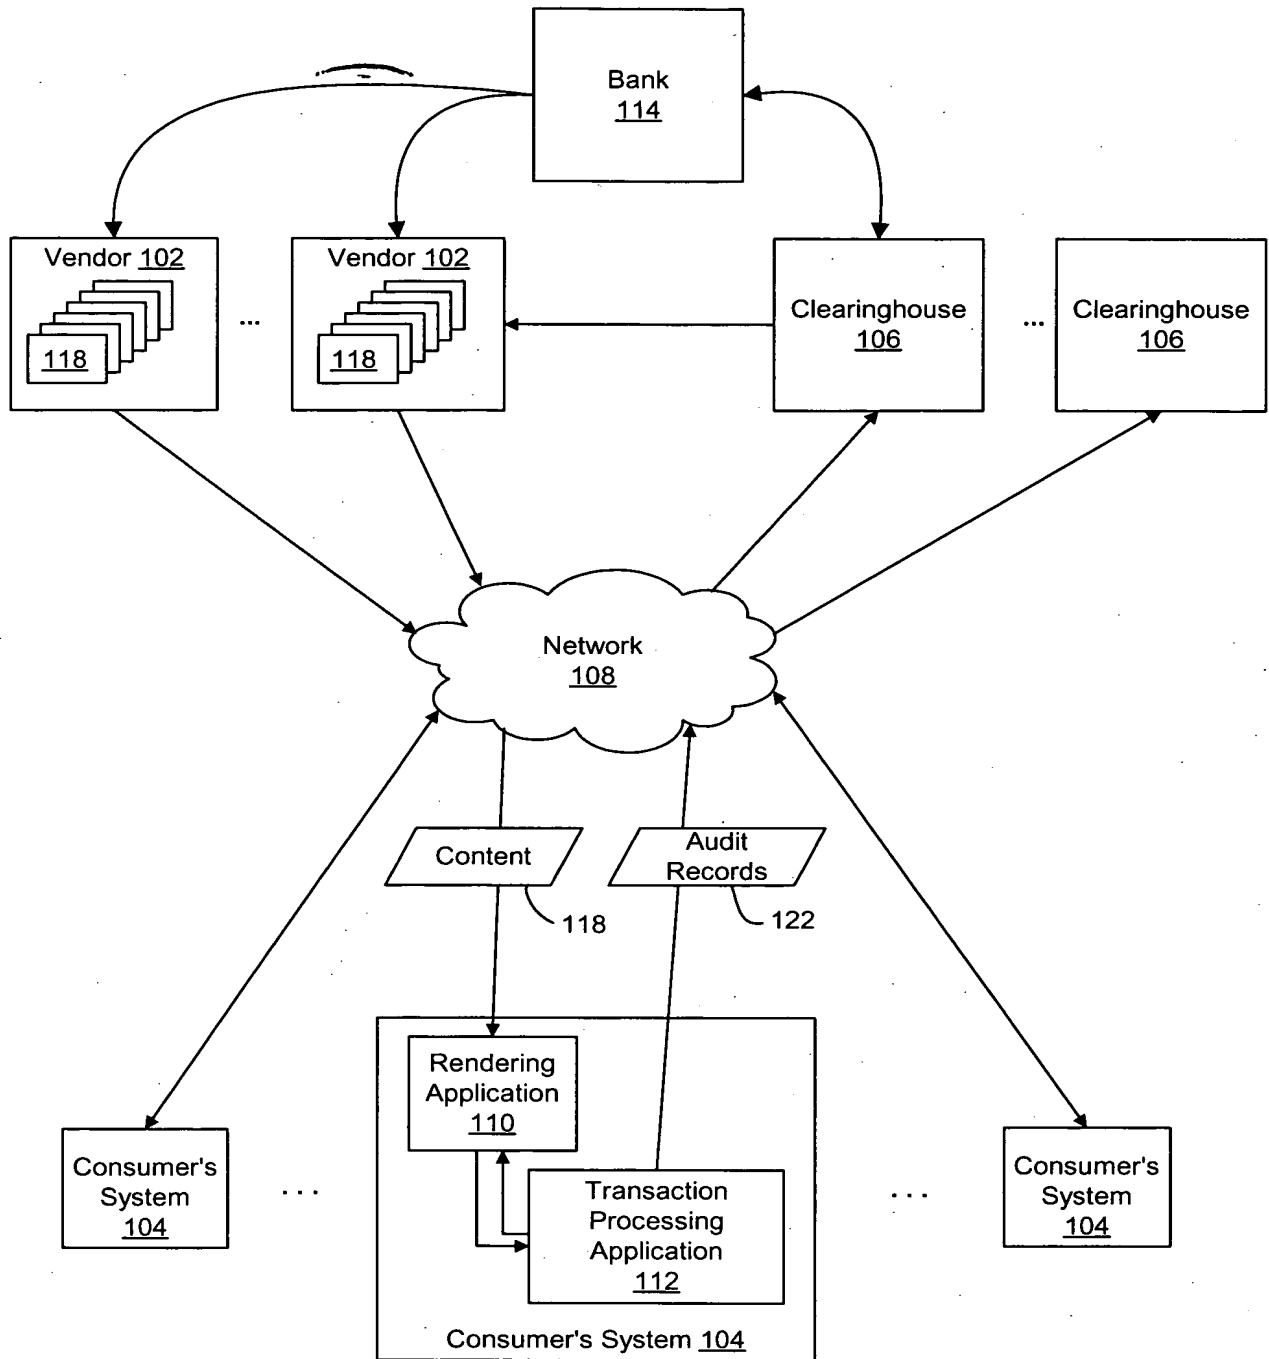 Bank
114
Vendor 102
118
...
Vendor 102
118
Clearinghouse
106
...
Clearinghouse
106
Network
108
Content
118
Audit
Records
122
Rendering
Application
110
Transaction
Processing
Application
112
Consumer's System 104
Consumer's
System
104
...
...
Consumer's
System
104